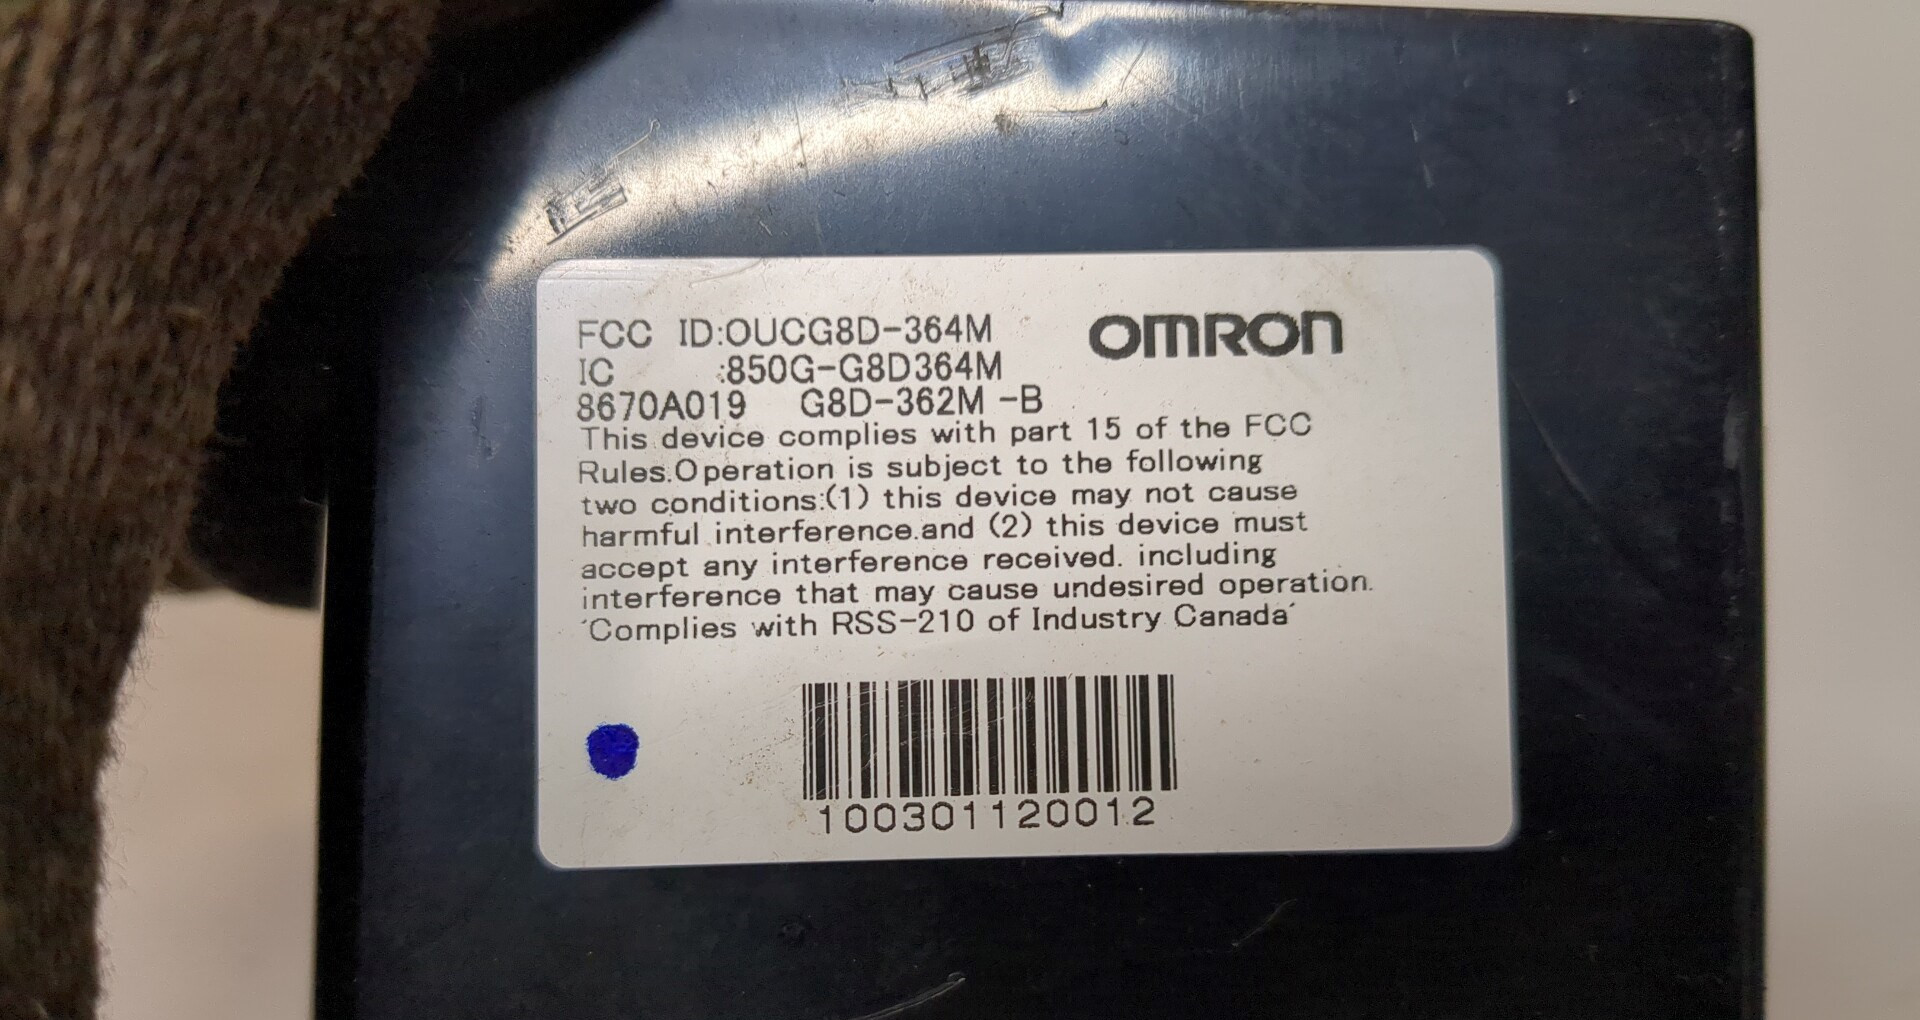 FCC ID:OUCG8D-364M OMRON
IC :850G-G8D364M
8670A019 G8D-362M -B
This device complies with part 15 of the FCC
Rules.Operation is subject to the following
two conditions:(1) this device may not cause
harmful interference.and (2) this device must
accept any interference received. including
interference that may cause undesired operation.
´Complies with RSS-210 of Industry Canada´
100301120012